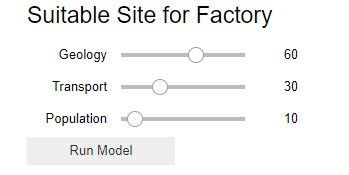 Suitable Site for Factory
Geology 60
Transport 30
Population 10
Run Model